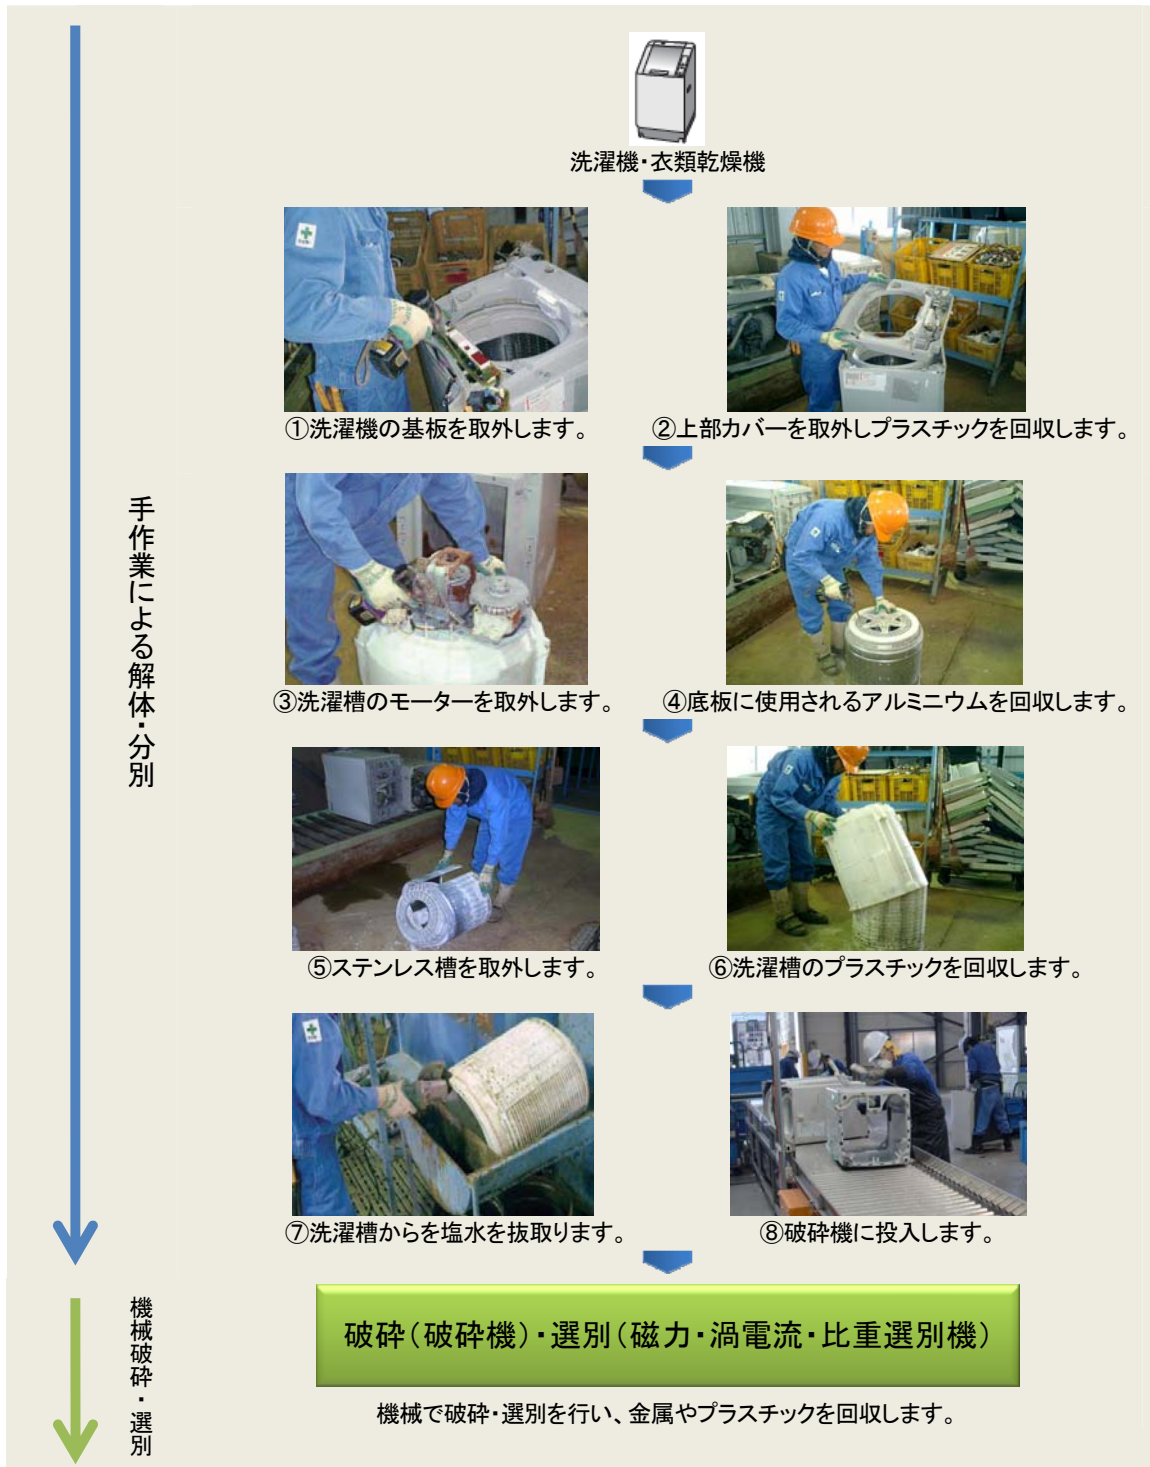 洗濯機・衣類乾燥機
①洗濯機の基板を取外します。
②上部カバーを取外しプラスチックを回収します。
③洗濯槽のモーターを取外します。
④底板に使用されるアルミニウムを回収します。
⑤ステンレス槽を取外します。
⑥洗濯槽のプラスチックを回収します。
⑦洗濯槽からを塩水を抜取ります。
⑧破砕機に投入します。
手作業による解体・分別
破砕(破砕機)・選別(磁力・渦電流・比重選別機)
機械で破砕・選別を行い、金属やプラスチックを回収します。
機械破砕・選別